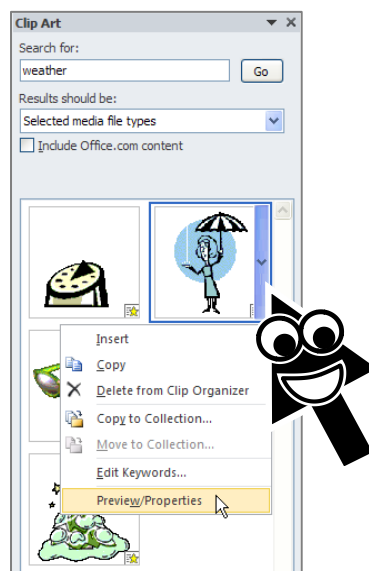 Clip Art
Search for:
weather
Go
Results should be:
Selected media file types
Include Office.com content
Insert
Copy
Delete from Clip Organizer
Copy to Collection...
Move to Collection...
Edit Keywords...
Preview/Properties